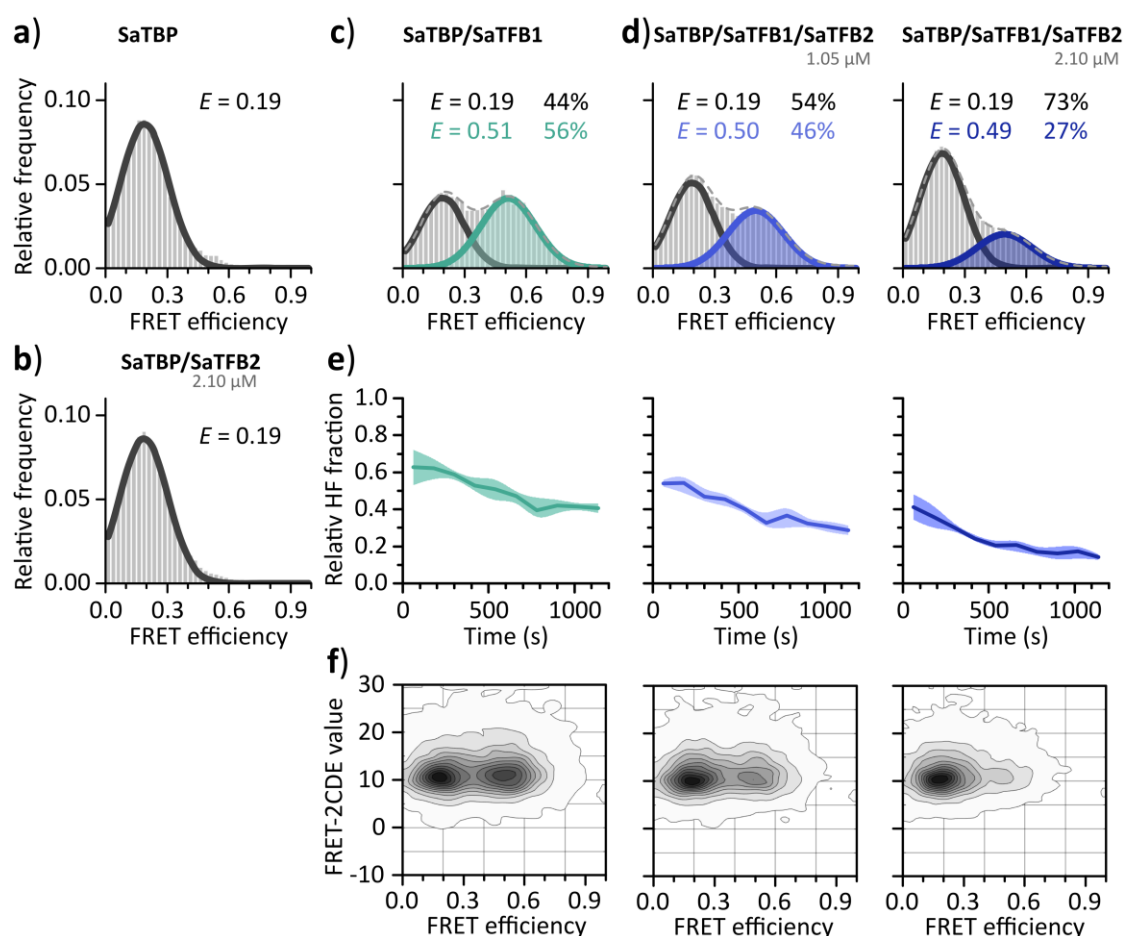 a) SaTBP
c) SaTBP/SaTFB1
d) SaTBP/SaTFB1/SaTFB2 SaTBP/SaTFB1/SaTFB2
1.05 µM 2.10 µM
Relative frequency
0.10
0.05
0.00
E = 0.19
E = 0.19 44%
E = 0.51 56%
E = 0.19 54%
E = 0.50 46%
E = 0.19 73%
E = 0.49 27%
0.0 0.3 0.6 0.9 0.0 0.3 0.6 0.9 0.0 0.3 0.6 0.9 0.0 0.3 0.6 0.9
FRET efficiency FRET efficiency FRET efficiency FRET efficiency
b) SaTBP/SaTFB2
2.10 µM
Relative frequency
0.10
0.05
0.00
E = 0.19
0.0 0.3 0.6 0.9
FRET efficiency
e)
Relativ HF fraction
1.0
0.8
0.6
0.4
0.2
0.0
0 500 1000 0 500 1000 0 500 1000
Time (s) Time (s) Time (s)
f)
FRET-2CDE value
30
20
10
0
-10
0.0 0.3 0.6 0.9 0.0 0.3 0.6 0.9 0.0 0.3 0.6 0.9
FRET efficiency FRET efficiency FRET efficiency